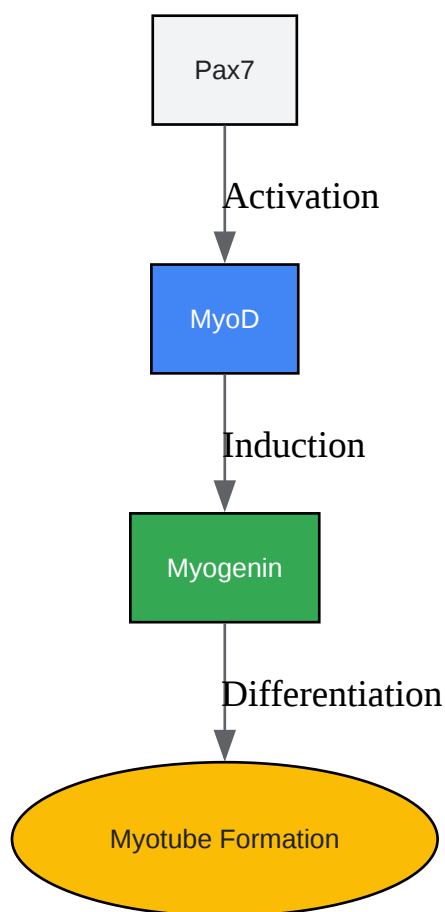 Pax7
Activation
MyoD
Induction
Myogenin
Differentiation
Myotube Formation